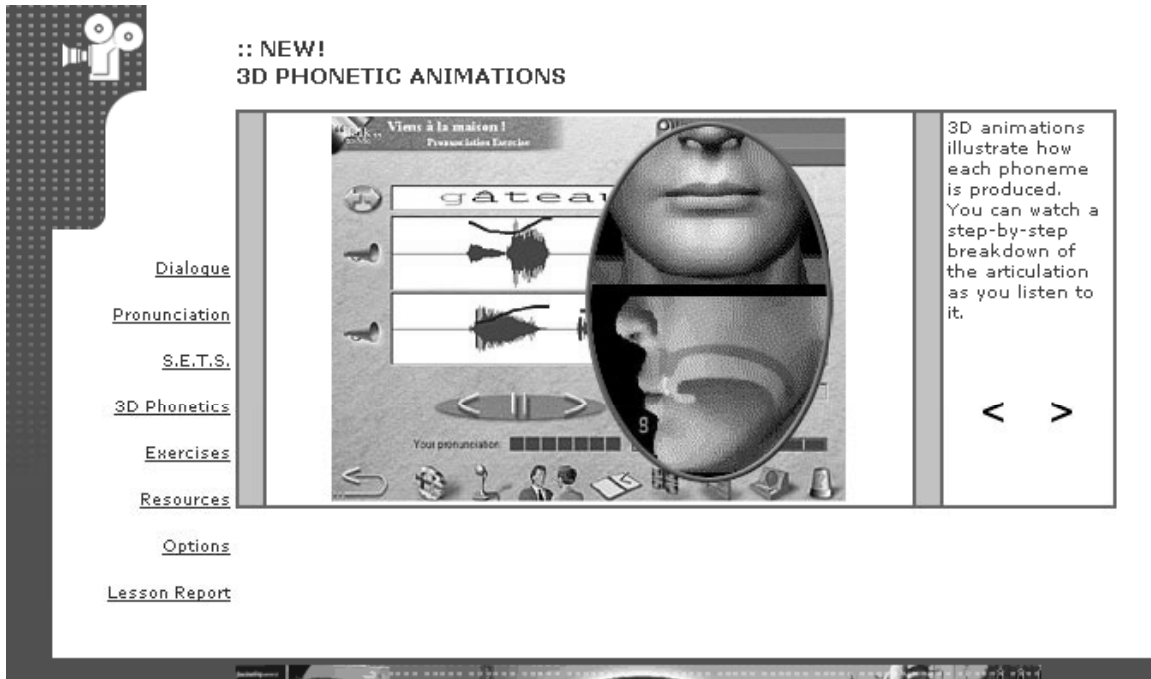 :: NEW!
3D PHONETIC ANIMATIONS
Viens à la maison !
Pronunciation Exercise
gâteau
Your pronunciation
8
3D animations
illustrate how
each phoneme
is produced.
You can watch a
step-by-step
breakdown of
the articulation
as you listen to
it.
< >
Dialogue
Pronunciation
S.E.T.S.
3D Phonetics
Exercises
Resources
Options
Lesson Report